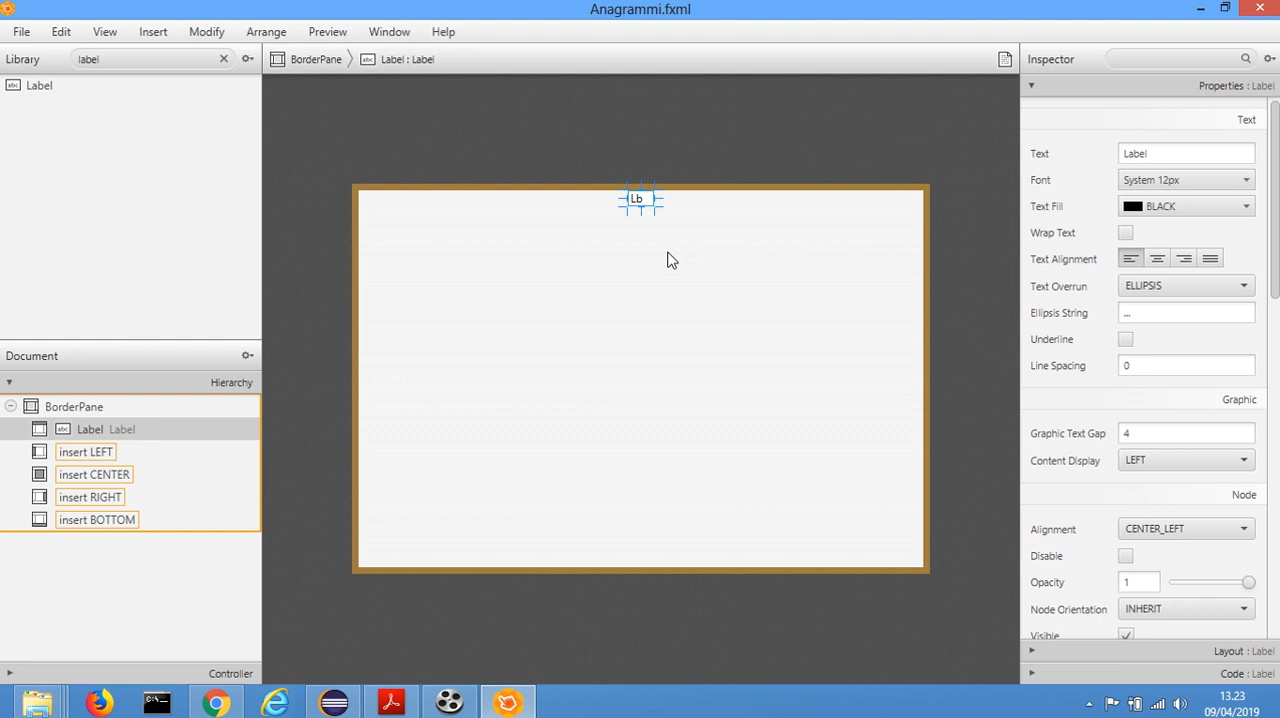 Anagrammi.fxml
File Edit View Insert Modify Arrange Preview Window Help
Library label
BorderPane Label : Label
Inspector
Label
Properties : Label
Text
Text Label
Font System 12px
Text Fill BLACK
Wrap Text
Text Alignment
Text Overrun ELLIPSIS
Ellipsis String ...
Underline
Line Spacing 0
Graphic
Graphic Text Gap 4
Content Display LEFT
Node
Alignment CENTER_LEFT
Disable
Opacity 1
Node Orientation INHERIT
Visible
Layout : Label
Code : Label
Lb
Document
Hierarchy
BorderPane
Label Label
insert LEFT
insert CENTER
insert RIGHT
insert BOTTOM
Controller
13.23
09/04/2019